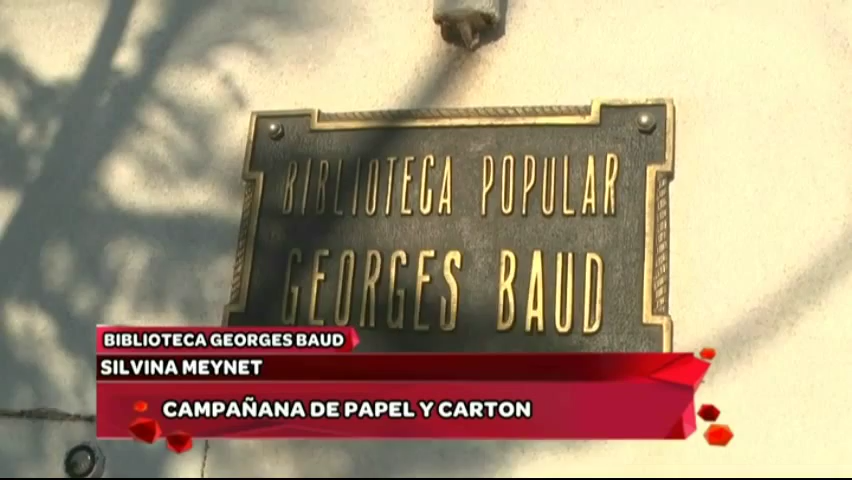 BIBLIOTECA POPULAR
GEORGES BAUD
BIBLIOTECA GEORGES BAUD
SILVINA MEYNET
CAMPAÑANA DE PAPEL Y CARTON